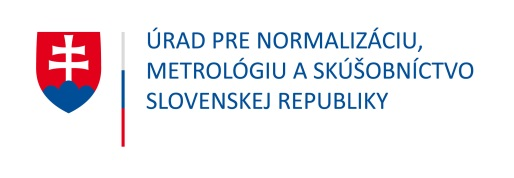 ÚRAD PRE NORMALIZÁCIU,
METROLÓGIU A SKÚŠOBNÍCTVO
SLOVENSKEJ REPUBLIKY